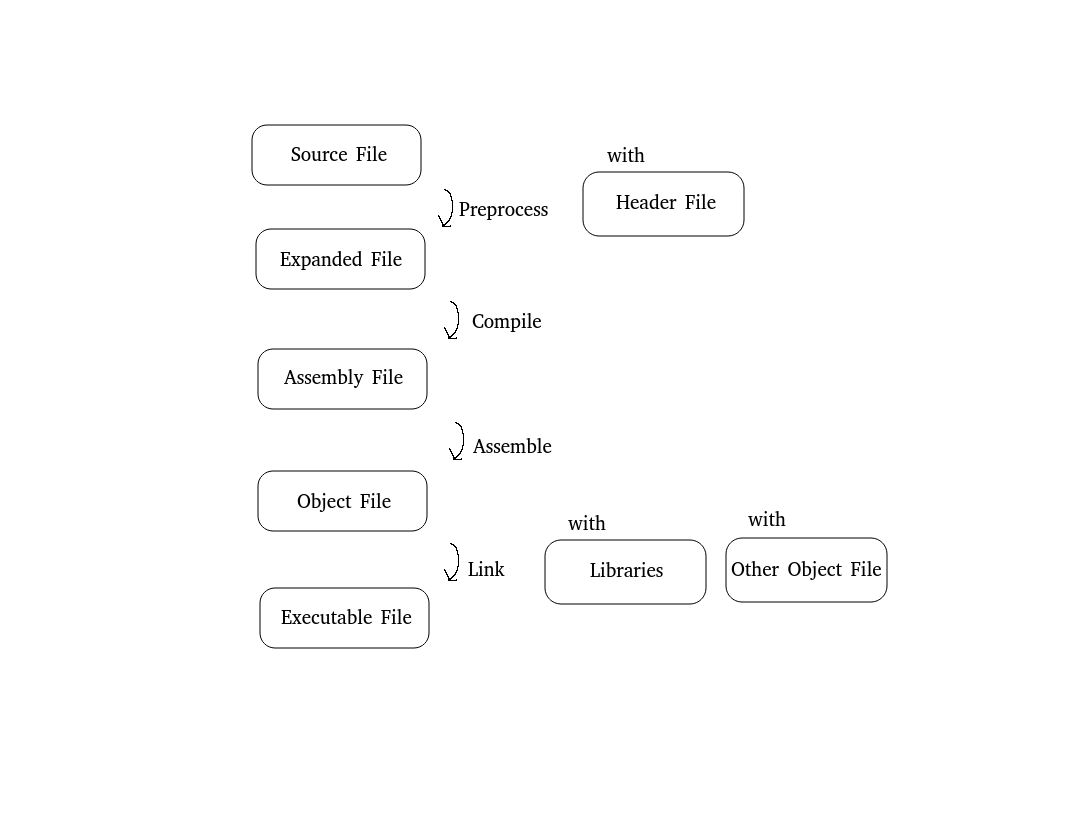 Source File
with
Header File
Preprocess
Expanded File
Compile
Assembly File
Assemble
Object File
with
with
Link
Libraries
Other Object File
Executable File